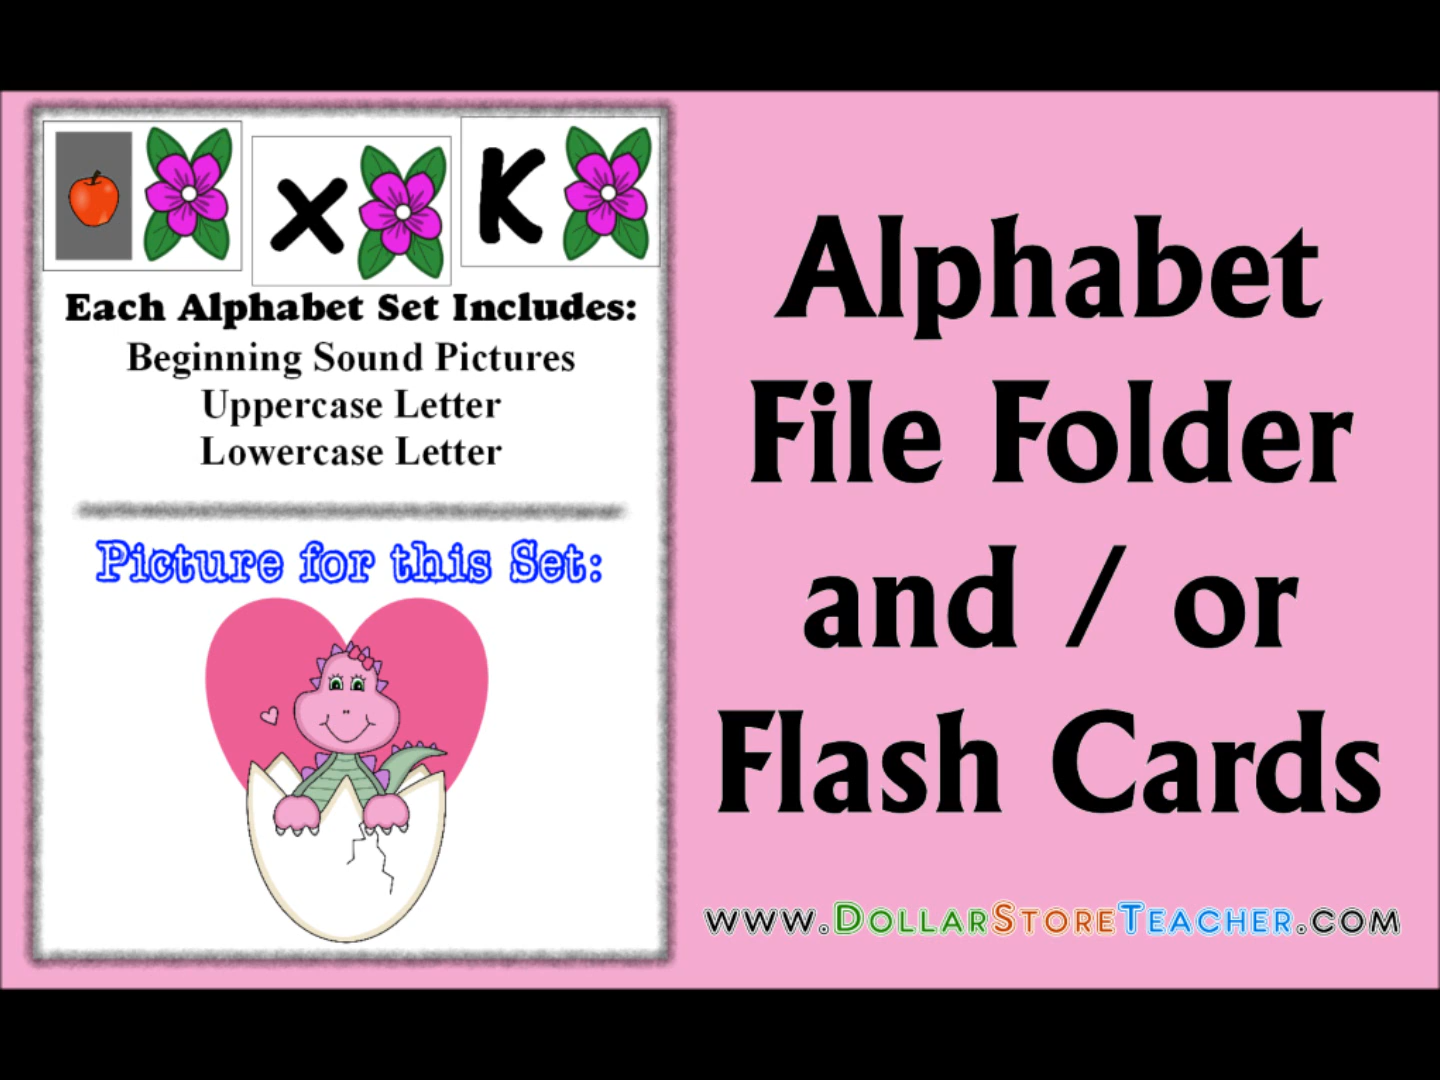 x
K
Each Alphabet Set Includes:
Beginning Sound Pictures
Uppercase Letter
Lowercase Letter
Picture for this Set:
Alphabet
File Folder
and / or
Flash Cards
www.DollarStoreTeacher.com